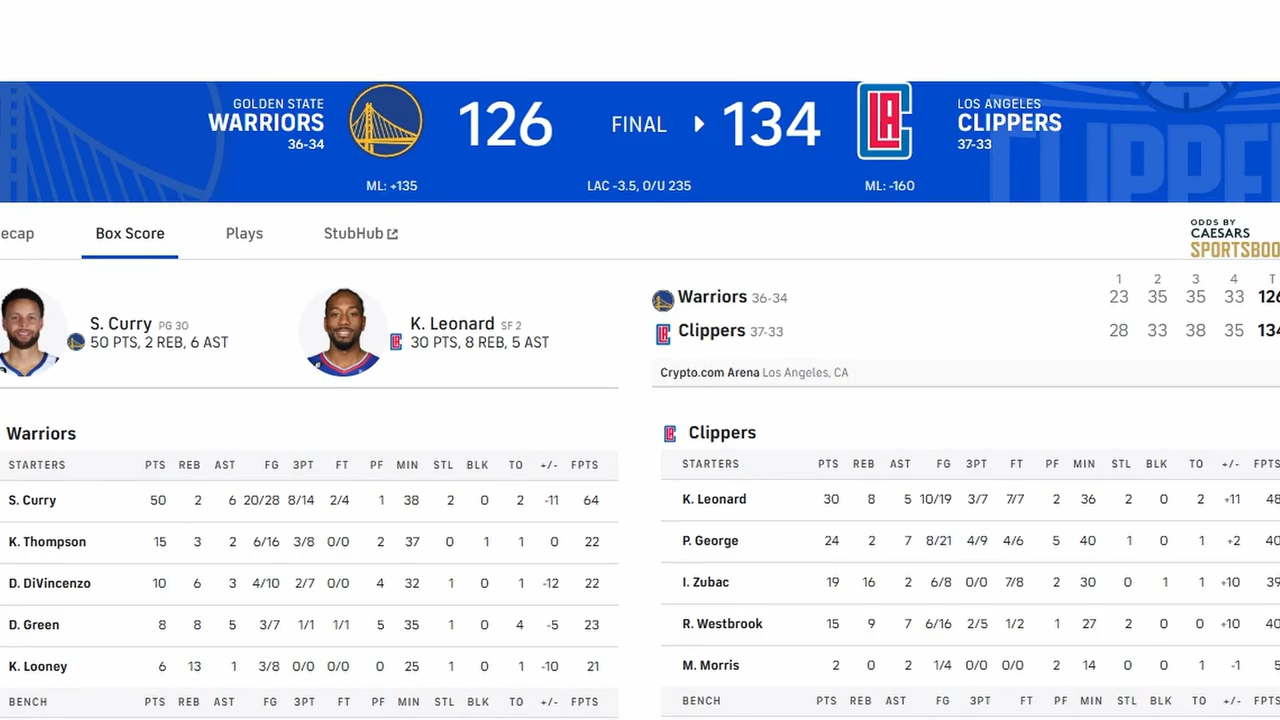 GOLDEN STATE
WARRIORS
36-34
126
FINAL
134
LA
LOS ANGELES
CLIPPERS
37-33
CLIPPE
ML: +135
LAC -3.5, O/U 235
ML: -160
ecap
Box Score
Plays
StubHub
ODDS BY
CAESARS
SPORTSBOO
S. Curry PG 30
50 PTS, 2 REB, 6 AST
K. Leonard SF 2
30 PTS, 8 REB, 5 AST
1 2 3 4 T
Warriors 36-34 23 35 35 33 126
Clippers 37-33 28 33 38 35 134
Crypto.com Arena Los Angeles, CA
Warriors
STARTERS PTS REB AST FG 3PT FT PF MIN STL BLK TO +/- FPTS
S. Curry 50 2 6 20/28 8/14 2/4 1 38 2 0 2 -11 64
K. Thompson 15 3 2 6/16 3/8 0/0 2 37 0 1 1 0 22
D. DiVincenzo 10 6 3 4/10 2/7 0/0 4 32 1 0 1 -12 22
D. Green 8 8 5 3/7 1/1 1/1 5 35 1 0 4 -5 23
K. Looney 6 13 1 3/8 0/0 0/0 0 25 1 0 1 -10 21
BENCH PTS REB AST FG 3PT FT PF MIN STL BLK TO +/- FPTS
Clippers
STARTERS PTS REB AST FG 3PT FT PF MIN STL BLK TO +/- FPTS
K. Leonard 30 8 5 10/19 3/7 7/7 2 36 2 0 2 +11 48
P. George 24 2 7 8/21 4/9 4/6 5 40 1 0 1 +2 40
I. Zubac 19 16 2 6/8 0/0 7/8 2 30 0 1 1 +10 39
R. Westbrook 15 9 7 6/16 2/5 1/2 1 27 2 0 0 +10 40
M. Morris 2 0 2 1/4 0/0 0/0 2 14 0 0 1 -1 5
BENCH PTS REB AST FG 3PT FT PF MIN STL BLK TO +/- FPTS